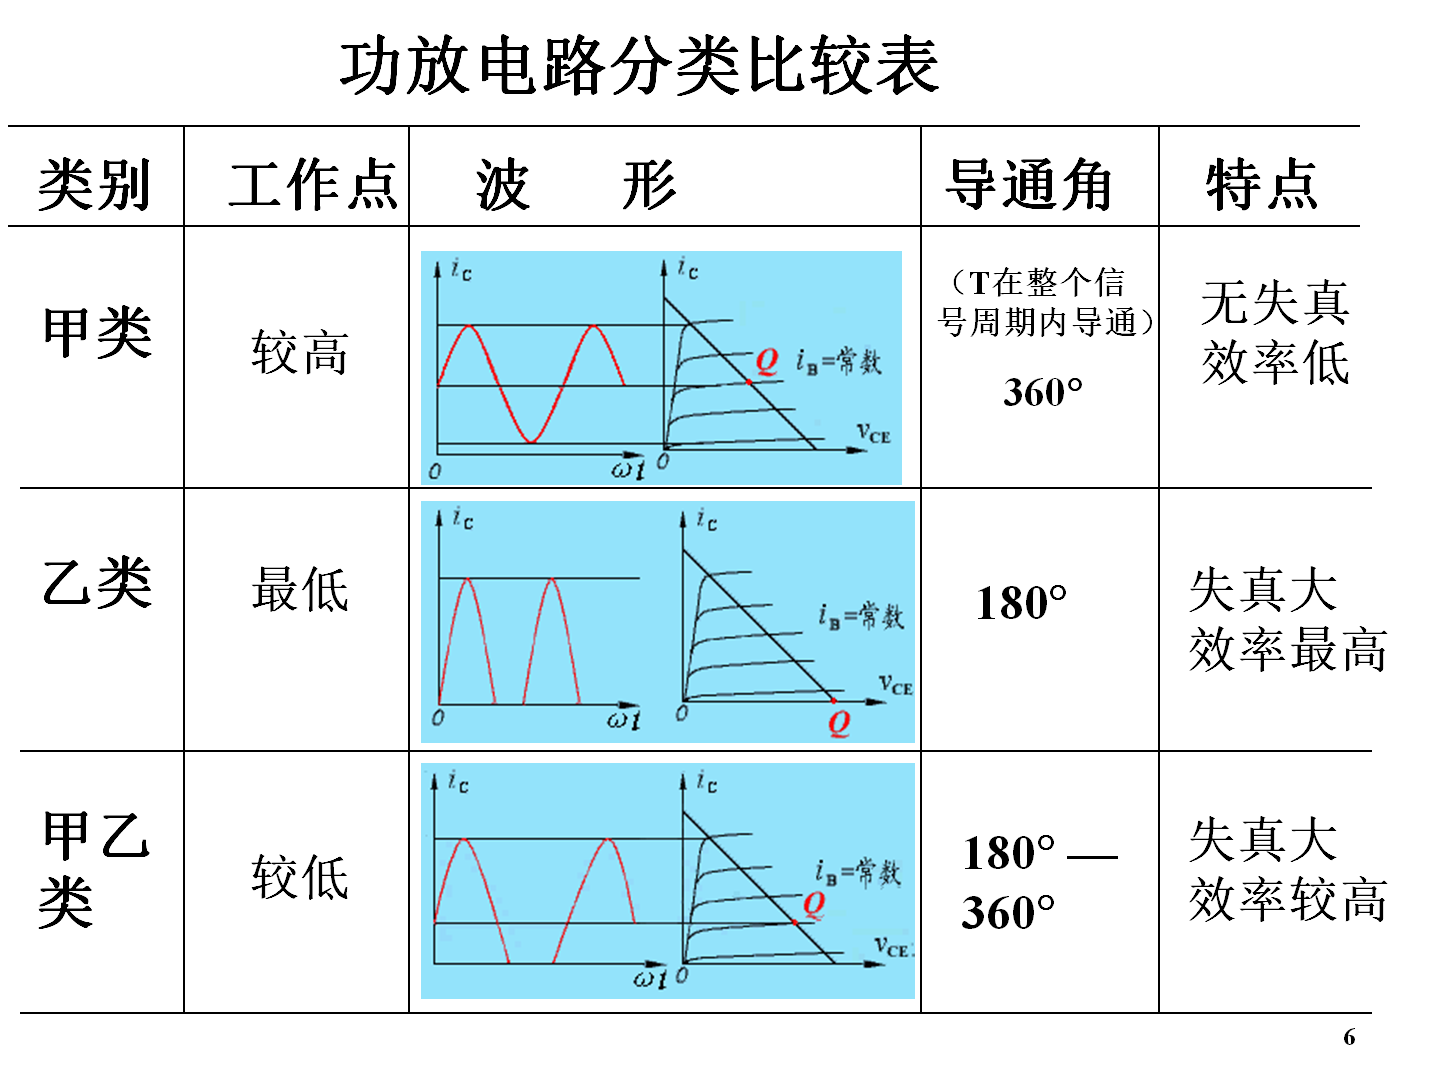 功放电路分类比较表
类别 工作点 波 形 导通角 特点
甲类
较高
iC
0
ωt
iC
Q
iB=常数
vCE
0
（T在整个信
号周期内导通）
360°
无失真
效率低
乙类
最低
iC
0
ωt
iC
iB=常数
vCE
0
Q
180°
失真大
效率最高
甲乙
类
较低
iC
ωt
iC
iB=常数
Q
vCE
0
180° —
360°
失真大
效率较高
6